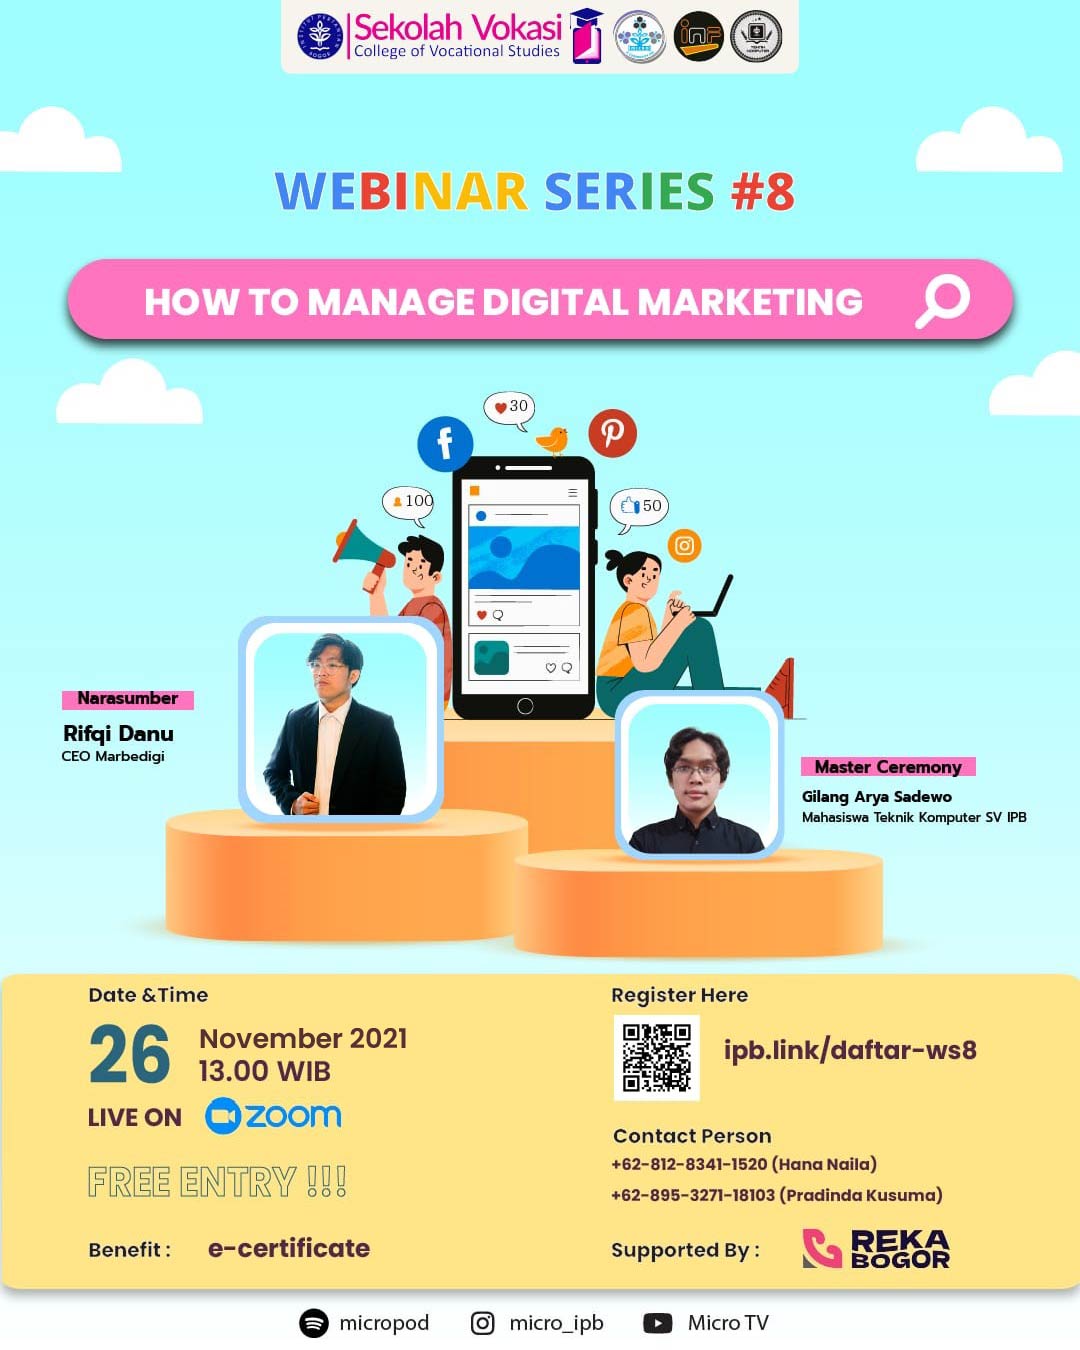 Sekolah Vokasi
College of Vocational Studies
INF
TEKNIK
KOMPUTER
WEBINAR SERIES #8
HOW TO MANAGE DIGITAL MARKETING
30
100
50
Narasumber
Rifqi Danu
CEO Marbedigi
Master Ceremony
Gilang Arya Sadewo
Mahasiswa Teknik Komputer SV IPB
Date &Time
26
November 2021
13.00 WIB
LIVE ON zoom
FREE ENTRY !!!
Benefit : e-certificate
Register Here
ipb.link/daftar-ws8
Contact Person
+62-812-8341-1520 (Hana Naila)
+62-895-3271-18103 (Pradinda Kusuma)
Supported By : REKA
BOGOR
micropod micro_ipb Micro TV